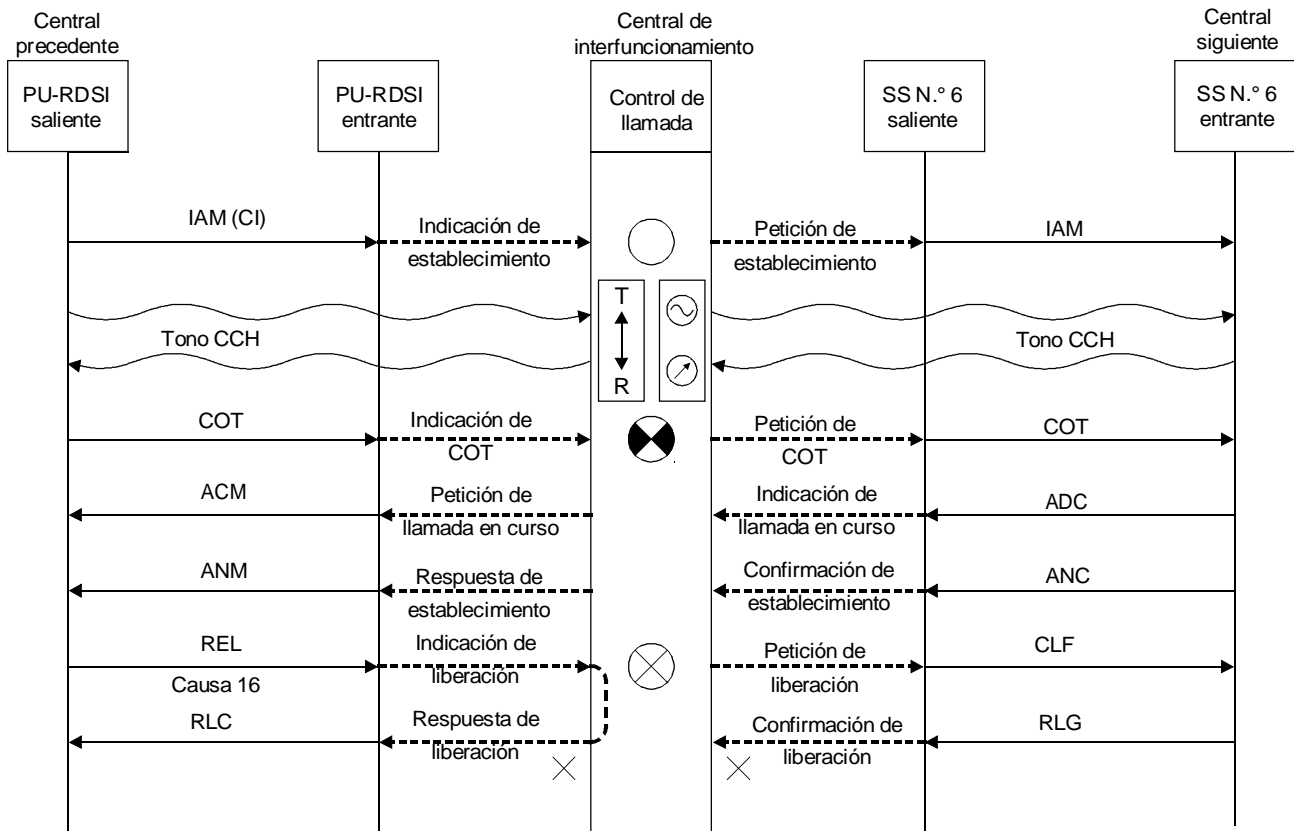 Central
precedente
Central de
interfuncionamiento
Central
siguiente
PU-RDSI
saliente
PU-RDSI
entrante
Control de
llamada
SS N.° 6
saliente
SS N.° 6
entrante
IAM (CI)
Indicación de
establecimiento
Petición de
establecimiento
IAM
T
R
Tono CCH
Tono CCH
COT
Indicación de
COT
Petición de
COT
COT
ACM
Petición de
llamada en curso
Indicación de
llamada en curso
ADC
ANM
Respuesta de
establecimiento
Confirmación de
establecimiento
ANC
REL
Causa 16
Indicación de
liberación
Petición de
liberación
CLF
RLC
Respuesta de
liberación
Confirmación de
liberación
RLG